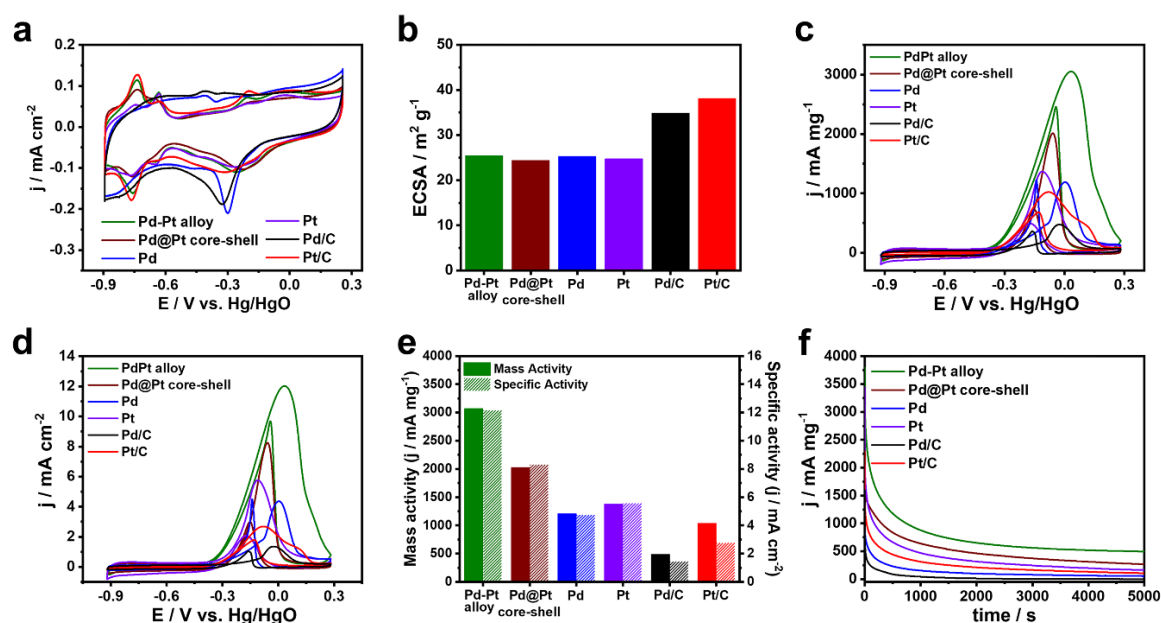 a
0.2
0.1
0.0
-0.1
-0.2
-0.3
j / mA cm-2
-0.9
-0.6
-0.3
0.0
0.3
E / V vs. Hg/HgO
Pd-Pt alloy
Pd@Pt core-shell
Pd
Pt
Pd/C
Pt/C
b
50
40
30
20
10
0
ECSA / m2 g-1
Pd-Pt alloy
Pd@Pt core-shell
Pd
Pt
Pd/C
Pt/C
c
PdPt alloy
Pd@Pt core-shell
Pd
Pt
Pd/C
Pt/C
3000
2000
1000
0
j / mA mg-1
-0.9
-0.6
-0.3
0.0
0.3
E / V vs. Hg/HgO
d
14
12
10
8
6
4
2
0
j / mA cm-2
PdPt alloy
Pd@Pt core-shell
Pd
Pt
Pd/C
Pt/C
-0.9
-0.6
-0.3
0.0
0.3
E / V vs. Hg/HgO
e
4000
3500
3000
2500
2000
1500
1000
500
0
Mass activity (j / mA mg-1)
Mass Activity
Specific Activity
16
14
12
10
8
6
4
2
0
Specific activity (j / mA cm-2)
Pd-Pt alloy
Pd@Pt core-shell
Pd
Pt
Pd/C
Pt/C
f
4000
3500
3000
2500
2000
1500
1000
500
0
j / mA mg-1
Pd-Pt alloy
Pd@Pt core-shell
Pd
Pt
Pd/C
Pt/C
0
1000
2000
3000
4000
5000
time / s